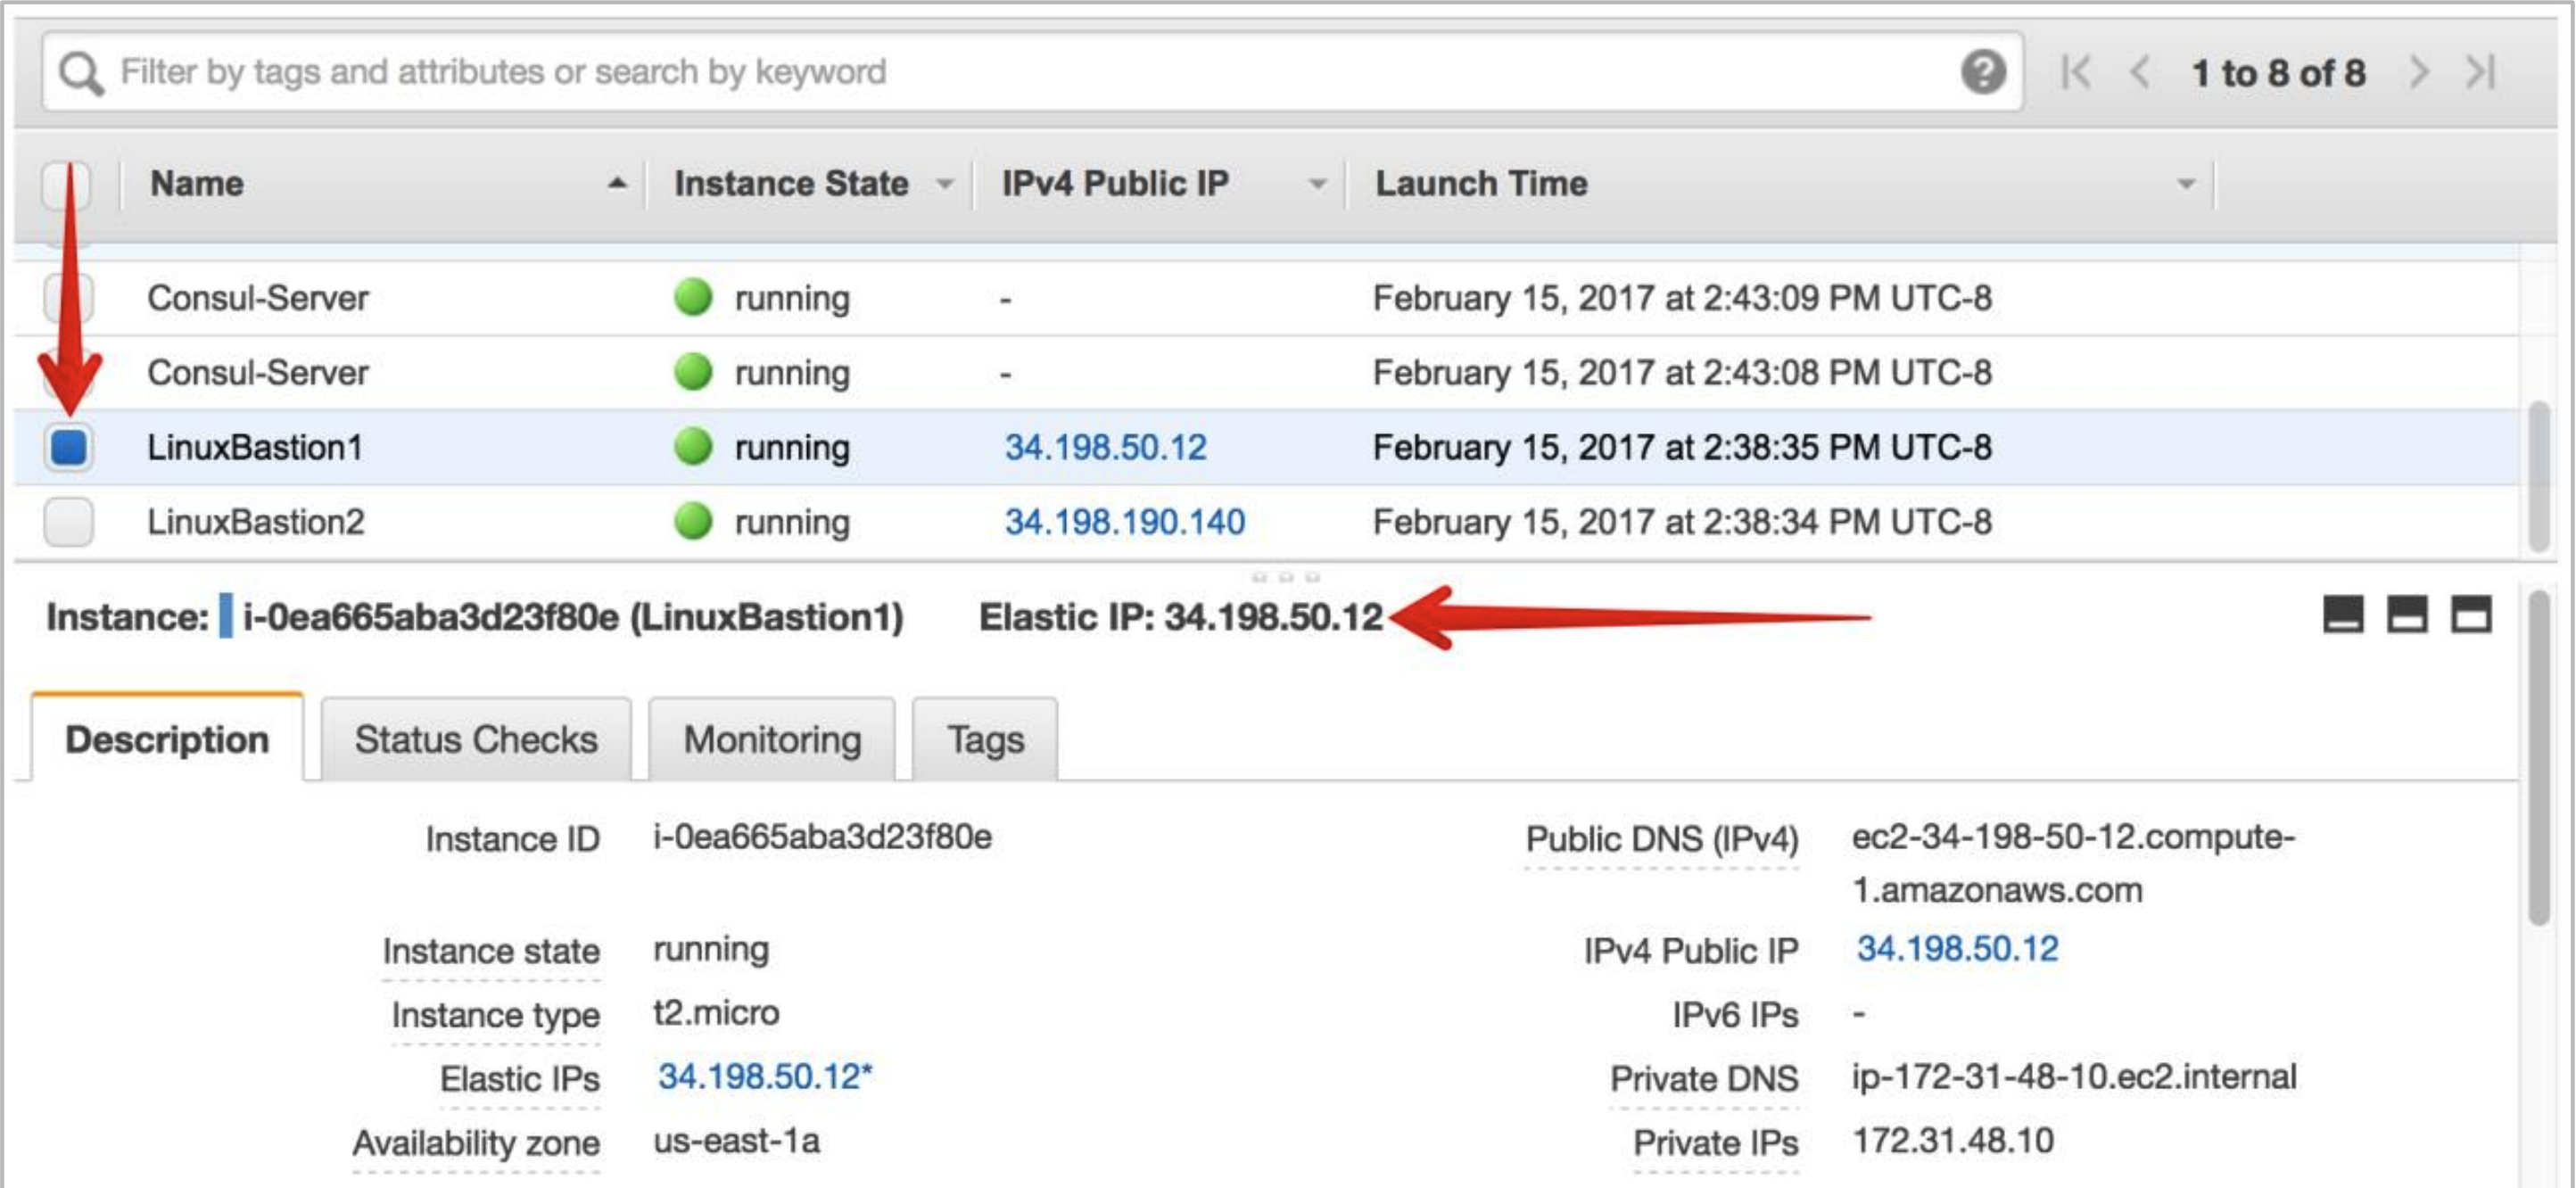 Filter by tags and attributes or search by keyword ? 1 to 8 of 8
Name Instance State IPv4 Public IP Launch Time
Consul-Server running - February 15, 2017 at 2:43:09 PM UTC-8
Consul-Server running - February 15, 2017 at 2:43:08 PM UTC-8
LinuxBastion1 running 34.198.50.12 February 15, 2017 at 2:38:35 PM UTC-8
LinuxBastion2 running 34.198.190.140 February 15, 2017 at 2:38:34 PM UTC-8
Instance: i-0ea665aba3d23f80e (LinuxBastion1) Elastic IP: 34.198.50.12
Description Status Checks Monitoring Tags
Instance ID i-0ea665aba3d23f80e Public DNS (IPv4) ec2-34-198-50-12.compute-
1.amazonaws.com
Instance state running IPv4 Public IP 34.198.50.12
Instance type t2.micro IPv6 IPs -
Elastic IPs 34.198.50.12* Private DNS ip-172-31-48-10.ec2.internal
Availability zone us-east-1a Private IPs 172.31.48.10